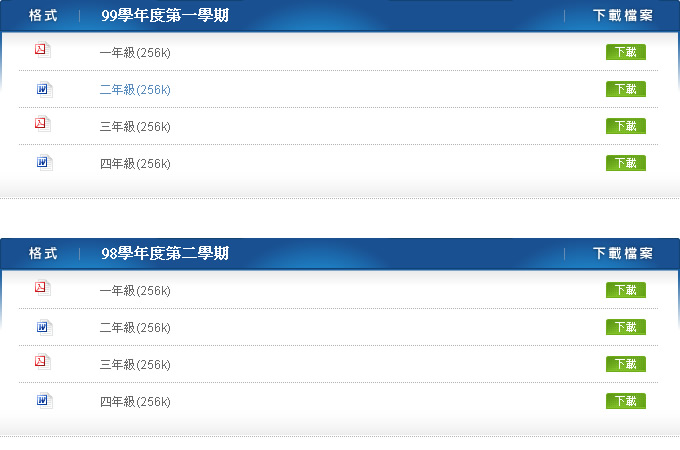 格式 99學年度第一學期 下載檔案
一年級(256k) 下載
二年級(256k) 下載
三年級(256k) 下載
四年級(256k) 下載
格式 98學年度第二學期 下載檔案
一年級(256k) 下載
二年級(256k) 下載
三年級(256k) 下載
四年級(256k) 下載